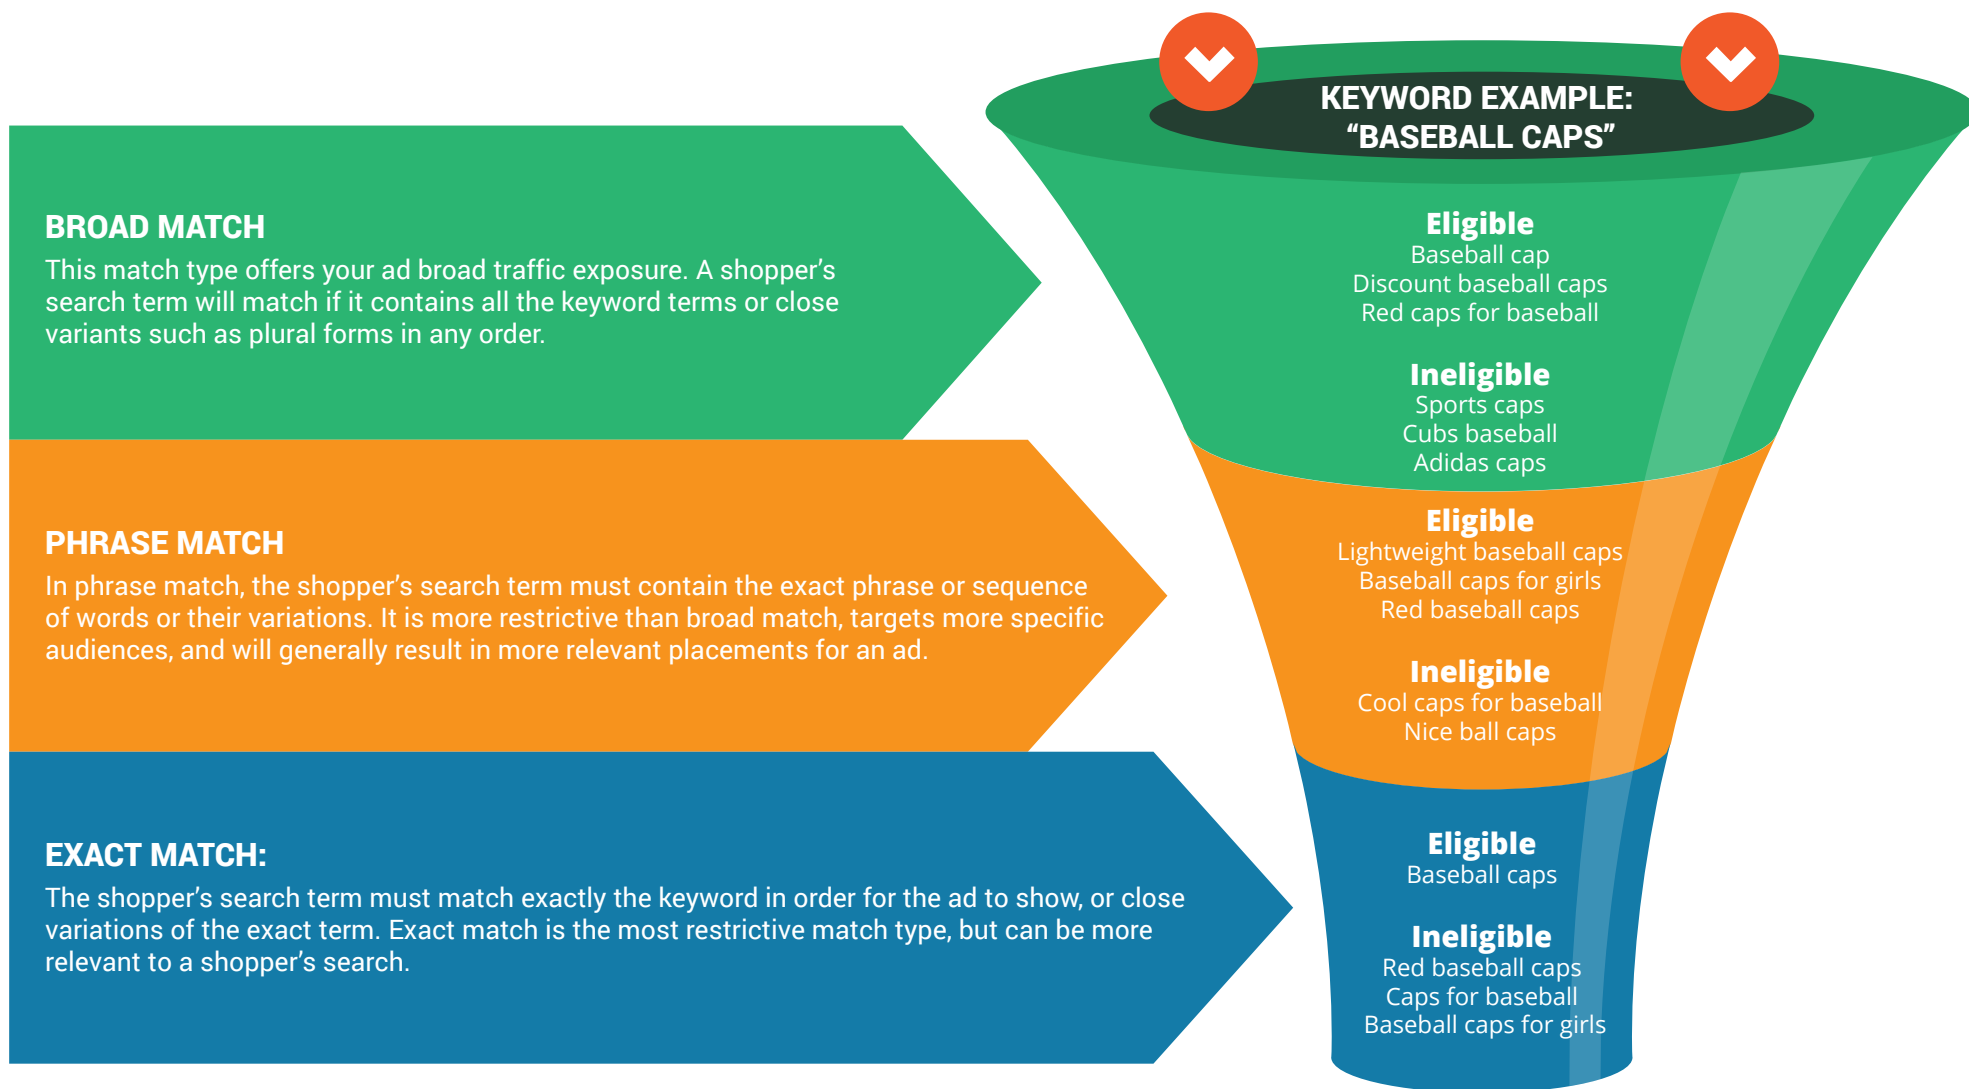 KEYWORD EXAMPLE:
“BASEBALL CAPS”
BROAD MATCH
This match type offers your ad broad traffic exposure. A shopper’s
search term will match if it contains all the keyword terms or close
variants such as plural forms in any order.
Eligible
Baseball cap
Discount baseball caps
Red caps for baseball
Ineligible
Sports caps
Cubs baseball
Adidas caps
PHRASE MATCH
In phrase match, the shopper’s search term must contain the exact phrase or sequence
of words or their variations. It is more restrictive than broad match, targets more specific
audiences, and will generally result in more relevant placements for an ad.
Eligible
Lightweight baseball caps
Baseball caps for girls
Red baseball caps
Ineligible
Cool caps for baseball
Nice ball caps
EXACT MATCH:
The shopper’s search term must match exactly the keyword in order for the ad to show, or close
variations of the exact term. Exact match is the most restrictive match type, but can be more
relevant to a shopper’s search.
Eligible
Baseball caps
Ineligible
Red baseball caps
Caps for baseball
Baseball caps for girls